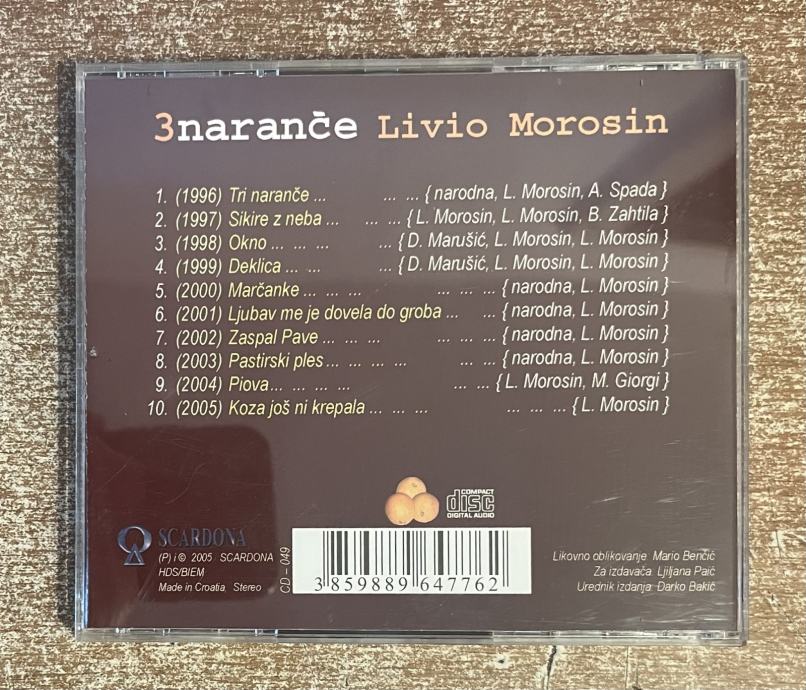 3naranče Livio Morosin
1. (1996) Tri naranče ... ... ... { narodna, L. Morosin, A. Spada }
2. (1997) Sikire z neba ... ... ... { L. Morosin, L. Morosin, B. Zahtila }
3. (1998) Okno ... ... ... ... { D. Marušić, L. Morosin, L. Morosin }
4. (1999) Deklica ... ... ... { D. Marušić, L. Morosin, L. Morosin }
5. (2000) Marčanke ... ... ... ... ... ... { narodna, L. Morosin }
6. (2001) Ljubav me je dovela do groba ... ... { narodna, L. Morosin }
7. (2002) Zaspal Pave ... ... ... ... ... ... { narodna, L. Morosin }
8. (2003) Pastirski ples ... ... ... ... ... ... { narodna, L. Morosin }
9. (2004) Piova ... ... ... ... ... ... { L. Morosin, M. Giorgi }
10. (2005) Koza još ni krepala ... ... ... ... ... ... { L. Morosin }
COMPACT
disc
DIGITAL AUDIO
SCARDONA
(P) i © 2005 SCARDONA
HDS/BIEM
Made in Croatia, Stereo
CD - 049
3 859889 647762
Likovno oblikovanje: Mario Benčić
Za izdavača: Ljiljana Paić
Urednik izdanja: Darko Bakić